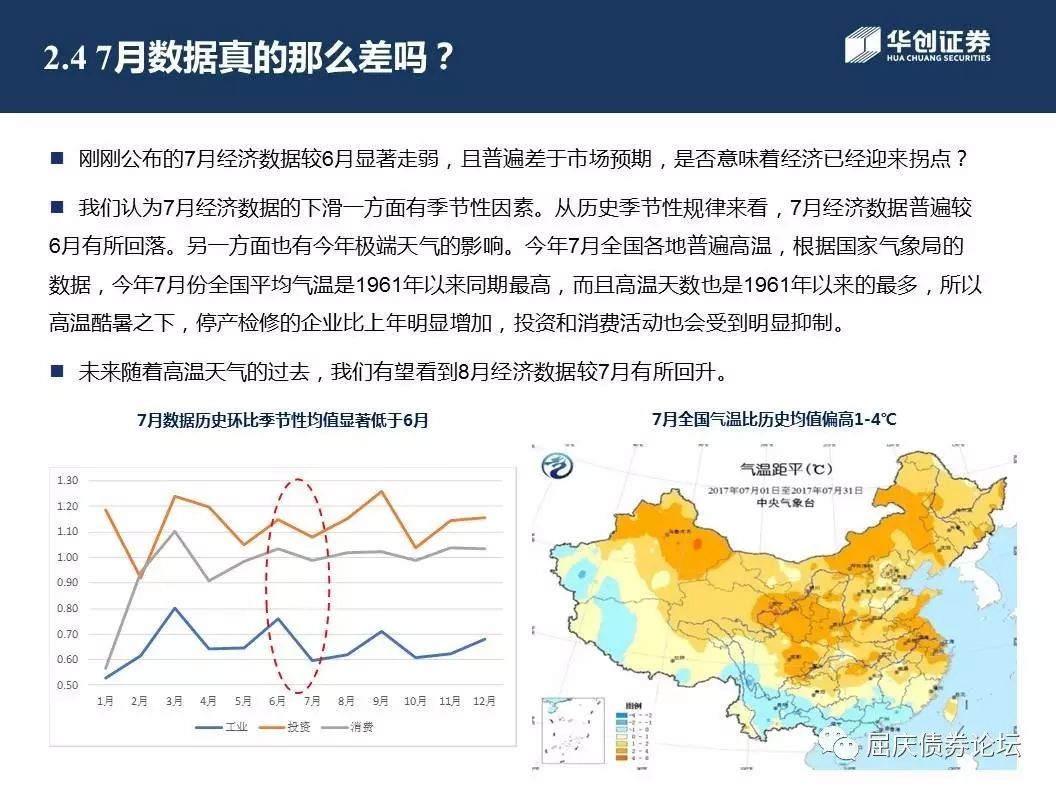 2.4 7月数据真的那么差吗？
华创证券
HUA CHUANG SECURITIES
刚刚公布的7月经济数据较6月显著走弱，且普遍差于市场预期，是否意味着经济已经迎来拐点？
我们认为7月经济数据的下滑一方面有季节性因素。从历史季节性规律来看，7月经济数据普遍较
6月有所回落。另一方面也有今年极端天气的影响。今年7月全国各地普遍高温，根据国家气象局的
数据，今年7月份全国平均气温是1961年以来同期最高，而且高温天数也是1961年以来的最多，所以
高温酷暑之下，停产检修的企业比上年明显增加，投资和消费活动也会受到明显抑制。
未来随着高温天气的过去，我们有望看到8月经济数据较7月有所回升。
7月数据历史环比季节性均值显著低于6月
1.30
1.20
1.10
1.00
0.90
0.80
0.70
0.60
0.50
1月 2月 3月 4月 5月 6月 7月 8月 9月 10月 11月 12月
工业 投资 消费
7月全国气温比历史均值偏高1-4℃
气温距平(℃)
2017年07月01日至2017年07月31日
中央气象台
图例
-4 ~ -2
-2 ~ -1
-1 ~ 0
0 ~ 1
1 ~ 2
2 ~ 4
4 ~ 6
屈庆债券论坛